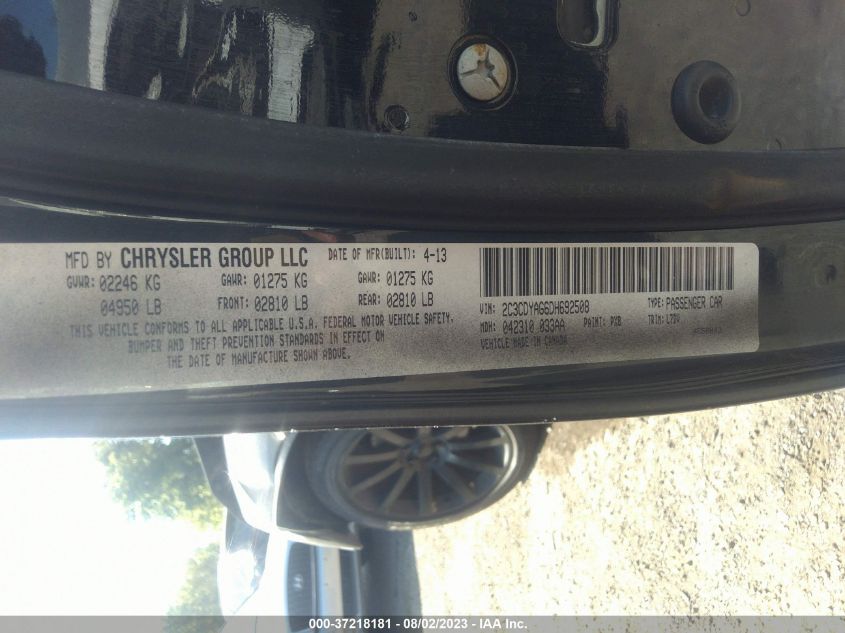 MFD BY CHRYSLER GROUP LLC DATE OF MFR(BUILT): 4-13
GVWR: 02246 KG GAWR: 01275 KG GAWR: 01275 KG
04950 LB FRONT: 02810 LB REAR: 02810 LB
THIS VEHICLE CONFORMS TO ALL APPLICABLE U.S.A. FEDERAL MOTOR VEHICLE SAFETY,
BUMPER AND THEFT PREVENTION STANDARDS IN EFFECT ON
THE DATE OF MANUFACTURE SHOWN ABOVE.
VIN: 2C3CDYAG6DH692508 TYPE: PASSENGER CAR
MDH: 042310 033AA PAINT: PXB TRIM: L7DV
VEHICLE MADE IN CANADA
000-37218181 - 08/02/2023 - IAA Inc.